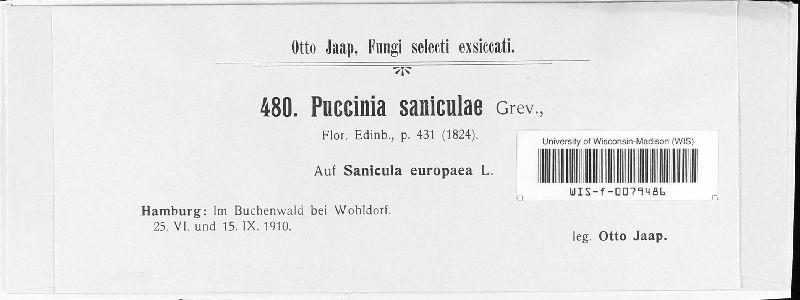 Otto Jaap, Fungi selecti exsiccati.
480. Puccinia saniculae Grev.,
Flor. Edinb., p. 431 (1824).
Auf Sanicula europaea L.
University of Wisconsin-Madison (WIS)
WIS-f-0079486
Hamburg: Im Buchenwald bei Wohldorf.
25. VI. und 15. IX. 1910.
leg. Otto Jaap.